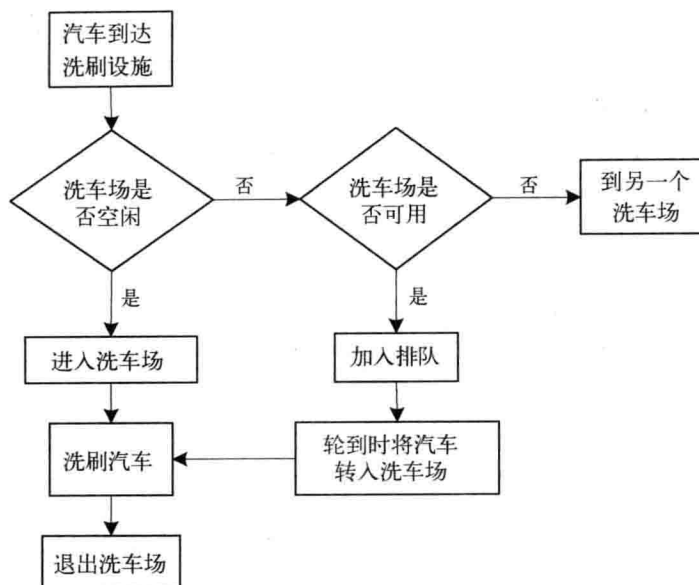 汽车到达
洗刷设施
洗车场是
否空闲
否
洗车场是
否可用
否
到另一个
洗车场
是
是
进入洗车场
加入排队
洗刷汽车
轮到时将汽车
转入洗车场
退出洗车场